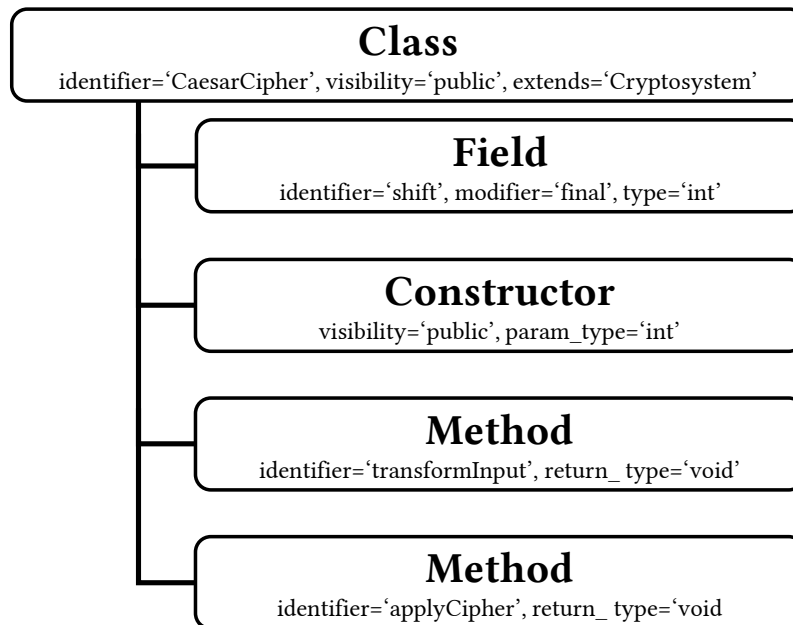 Class
identifier=‘CaesarCipher’, visibility=‘public’, extends=‘Cryptosystem’
Field
identifier=‘shift’, modifier=‘final’, type=‘int’
Constructor
visibility=‘public’, param_type=‘int’
Method
identifier=‘transformInput’, return_ type=‘void’
Method
identifier=‘applyCipher’, return_ type=‘void